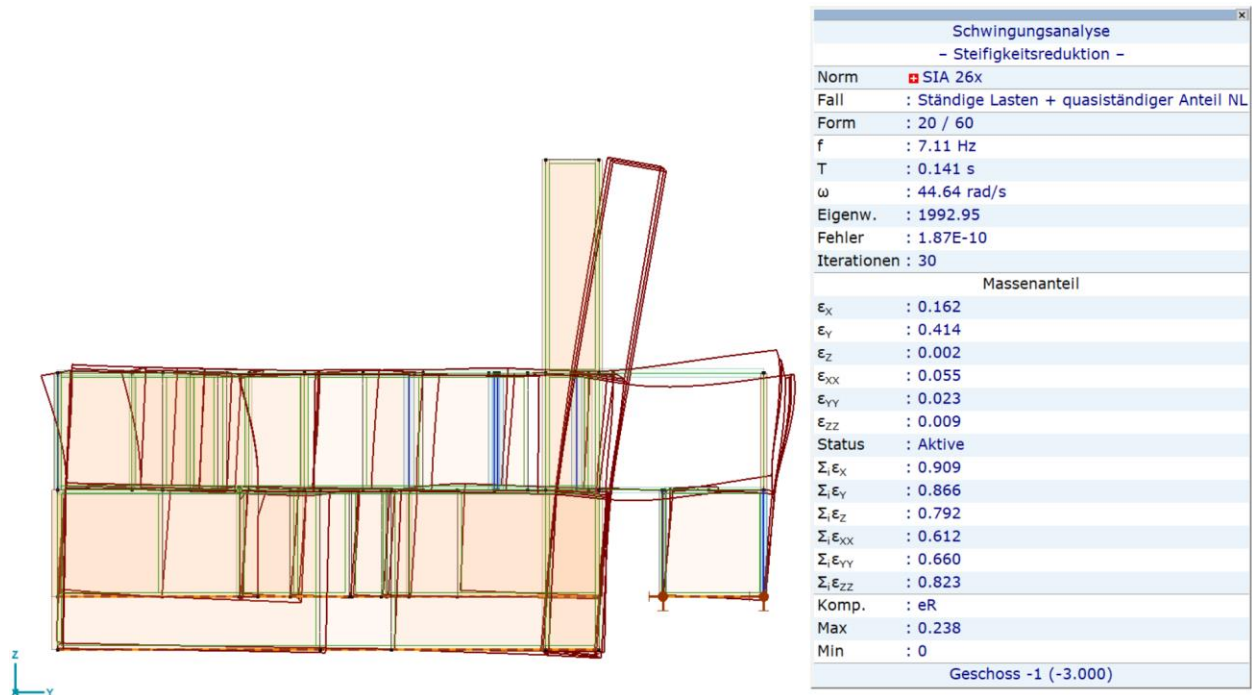 Schwingungsanalyse
– Steifigkeitsreduktion –
Norm SIA 26x
Fall : Ständige Lasten + quasiständiger Anteil NL
Form : 20 / 60
f : 7.11 Hz
T : 0.141 s
ω : 44.64 rad/s
Eigenw. : 1992.95
Fehler : 1.87E-10
Iterationen : 30
Massenanteil
εX : 0.162
εY : 0.414
εZ : 0.002
εXX : 0.055
εYY : 0.023
εZZ : 0.009
Status : Aktive
ΣiεX : 0.909
ΣiεY : 0.866
ΣiεZ : 0.792
ΣiεXX : 0.612
ΣiεYY : 0.660
ΣiεZZ : 0.823
Komp. : eR
Max : 0.238
Min : 0
Geschoss -1 (-3.000)
Z
Y